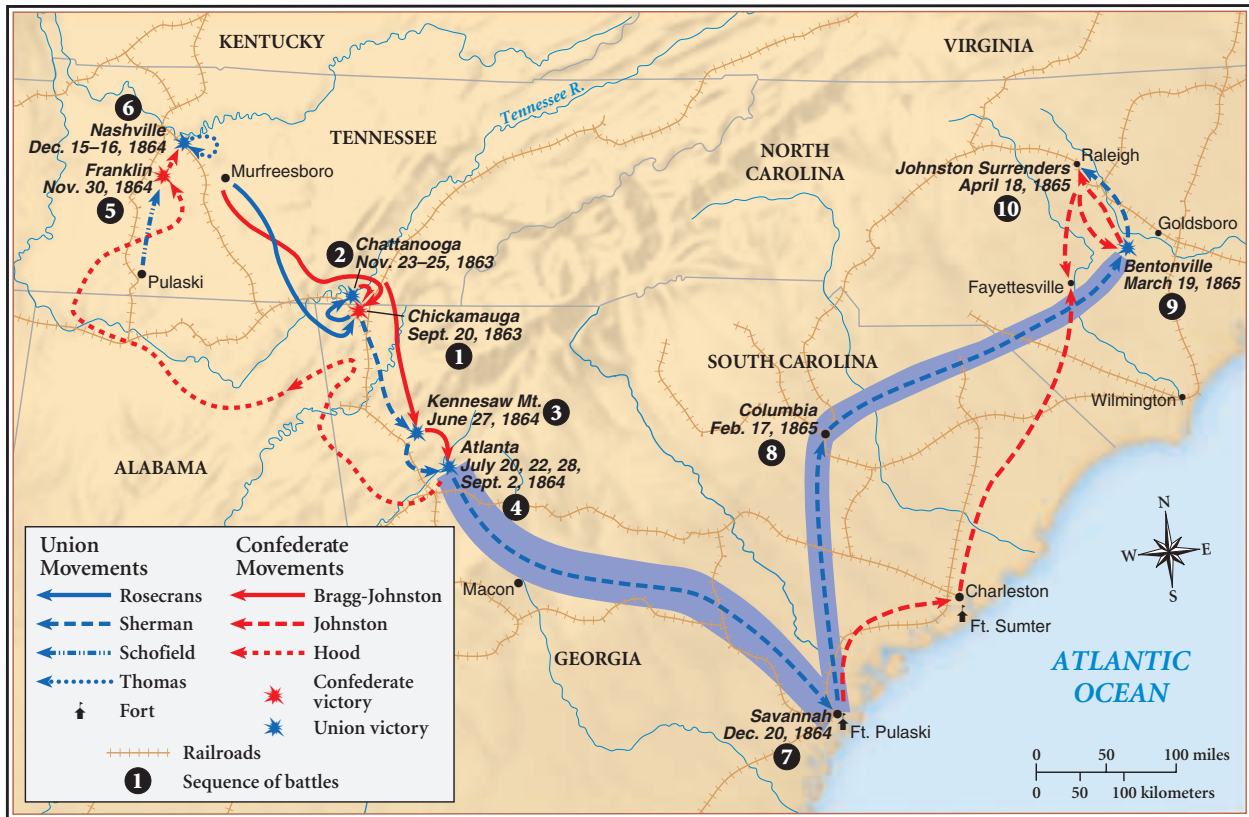 KENTUCKY
VIRGINIA
6
Nashville
Dec. 15–16, 1864
Tennessee R.
TENNESSEE
Franklin
Nov. 30, 1864
5
Murfreesboro
NORTH
CAROLINA
Johnston Surrenders
April 18, 1865
10
Raleigh
Goldsboro
2
Chattanooga
Nov. 23–25, 1863
Pulaski
Bentonville
March 19, 1865
9
Fayettesville
Chickamauga
Sept. 20, 1863
1
SOUTH CAROLINA
Kennesaw Mt.
June 27, 1864
3
Wilmington
Columbia
Feb. 17, 1865
8
ALABAMA
Atlanta
July 20, 22, 28,
Sept. 2, 1864
4
N
W
E
S
Macon
Charleston
Ft. Sumter
GEORGIA
ATLANTIC
OCEAN
Savannah
Dec. 20, 1864
7
Ft. Pulaski
Union
Movements
Rosecrans
Sherman
Schofield
Thomas
Fort
Confederate
Movements
Bragg-Johnston
Johnston
Hood
Confederate
victory
Union victory
Railroads
1
Sequence of battles
0 50 100 miles
0 50 100 kilometers